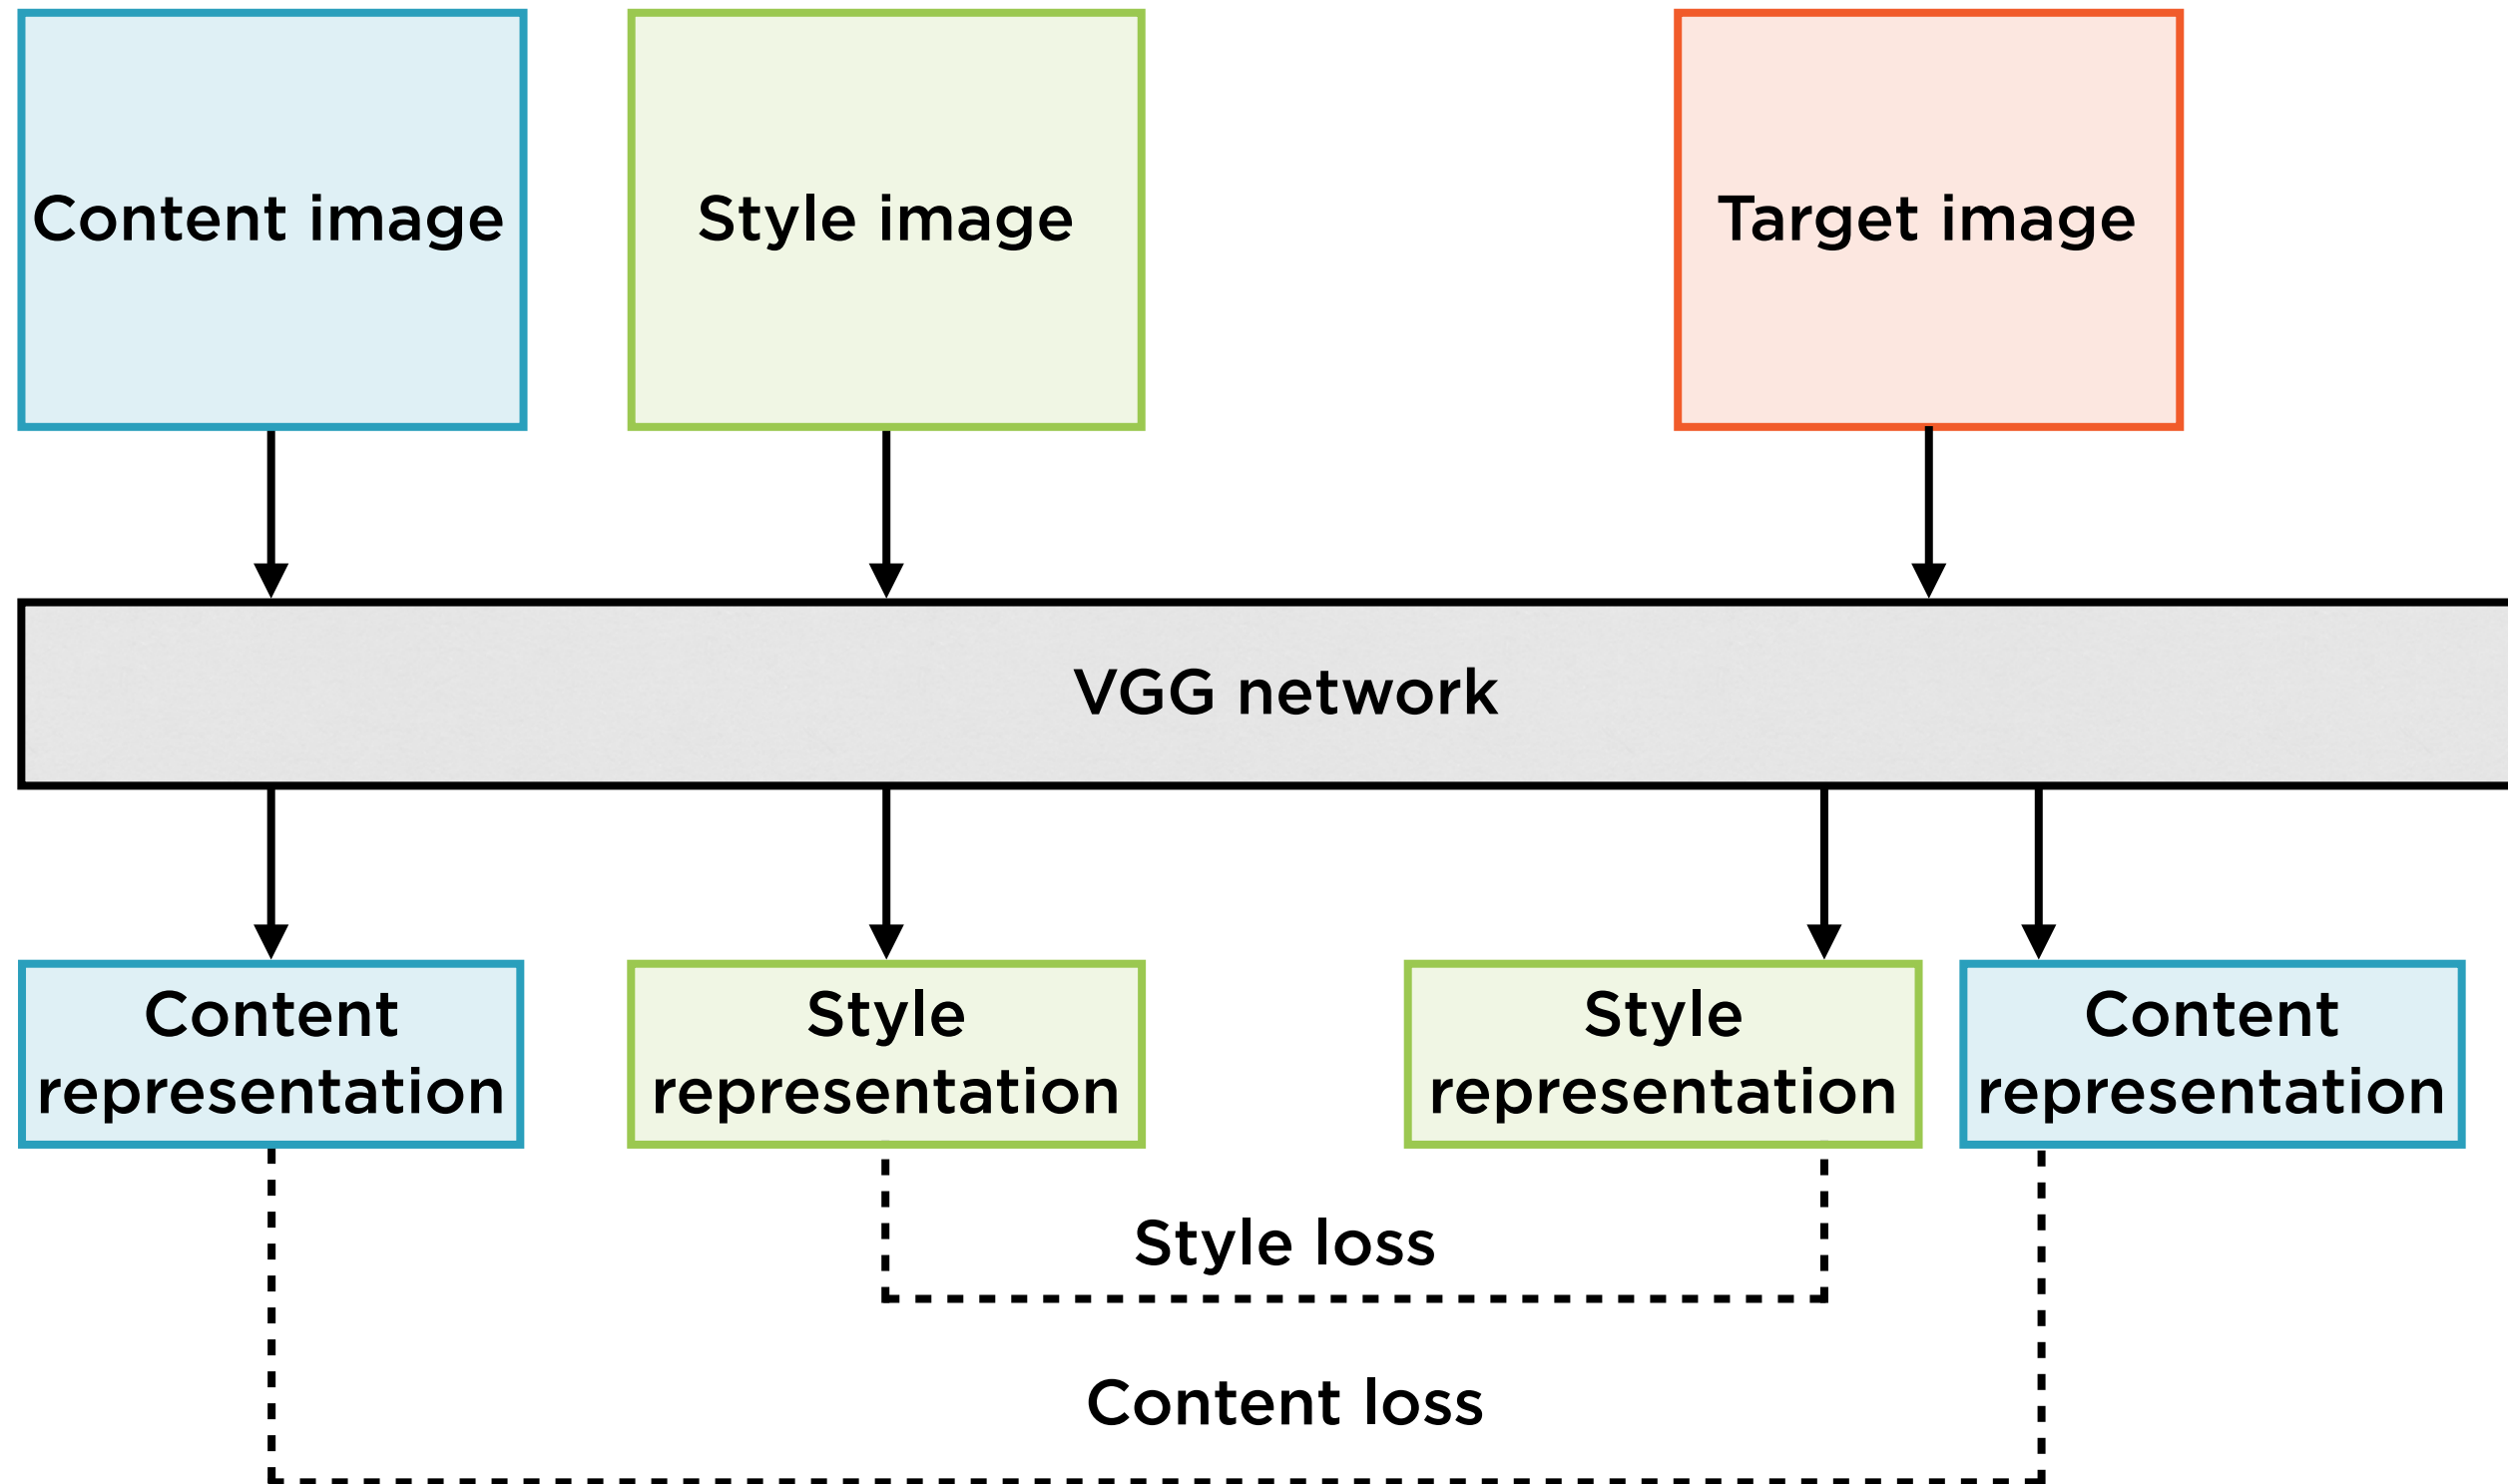 Content image
Style image
Target image
VGG network
Content
representation
Style
representation
Style
representation
Content
representation
Style loss
Content loss